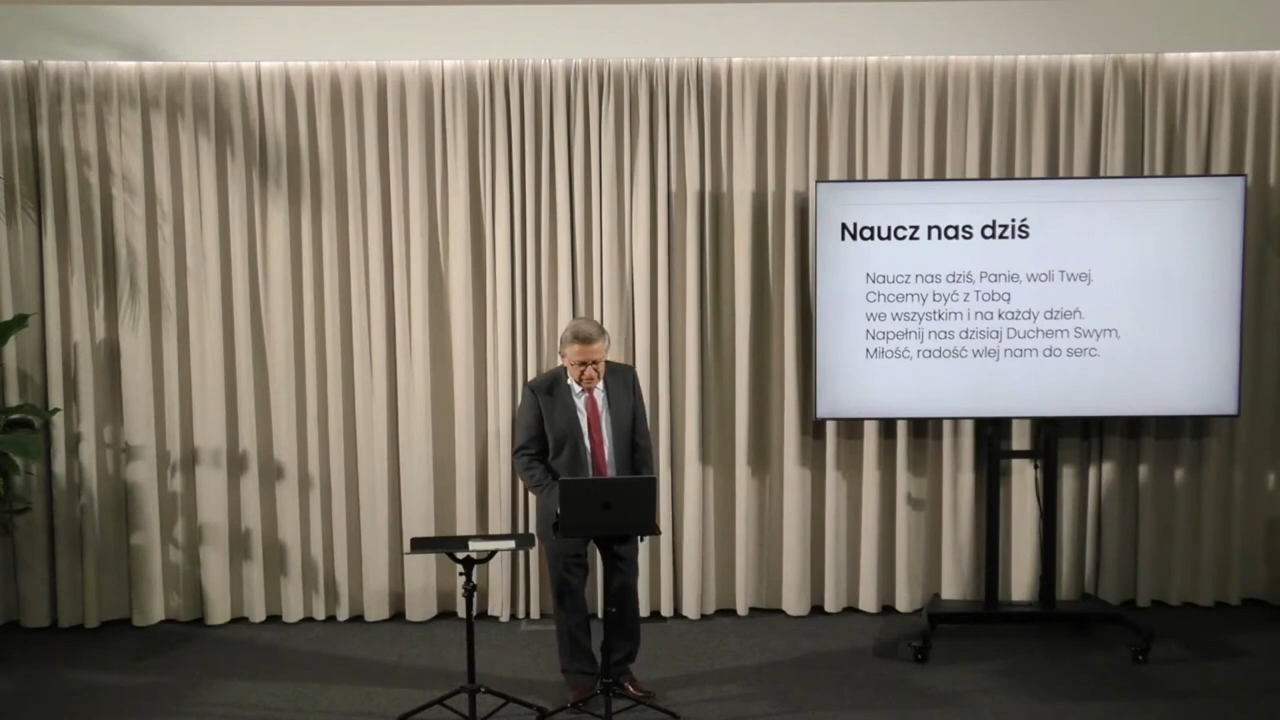 Naucz nas dziś
Naucz nas dziś, Panie, woli Twej.
Chcemy być z Tobą
we wszystkim i na każdy dzień.
Napełnij nas dzisiaj Duchem Swym,
Miłość, radość wlej nam do serc.